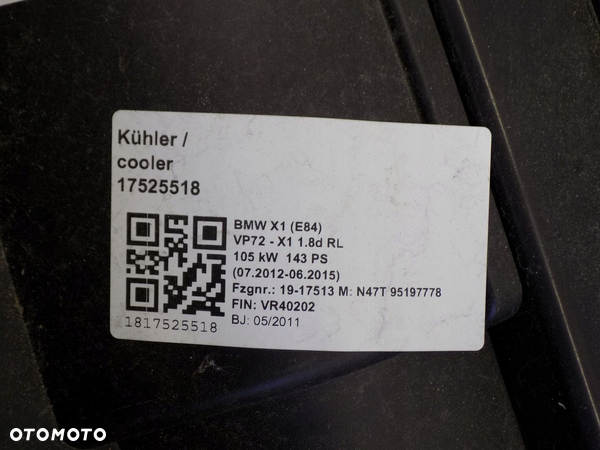 Kühler /
cooler
17525518
BMW X1 (E84)
VP72 - X1 1.8d RL
105 kW 143 PS
(07.2012-06.2015)
Fzgnr.: 19-17513 M: N47T 95197778
FIN: VR40202
BJ: 05/2011
1817525518
OTOMOTO